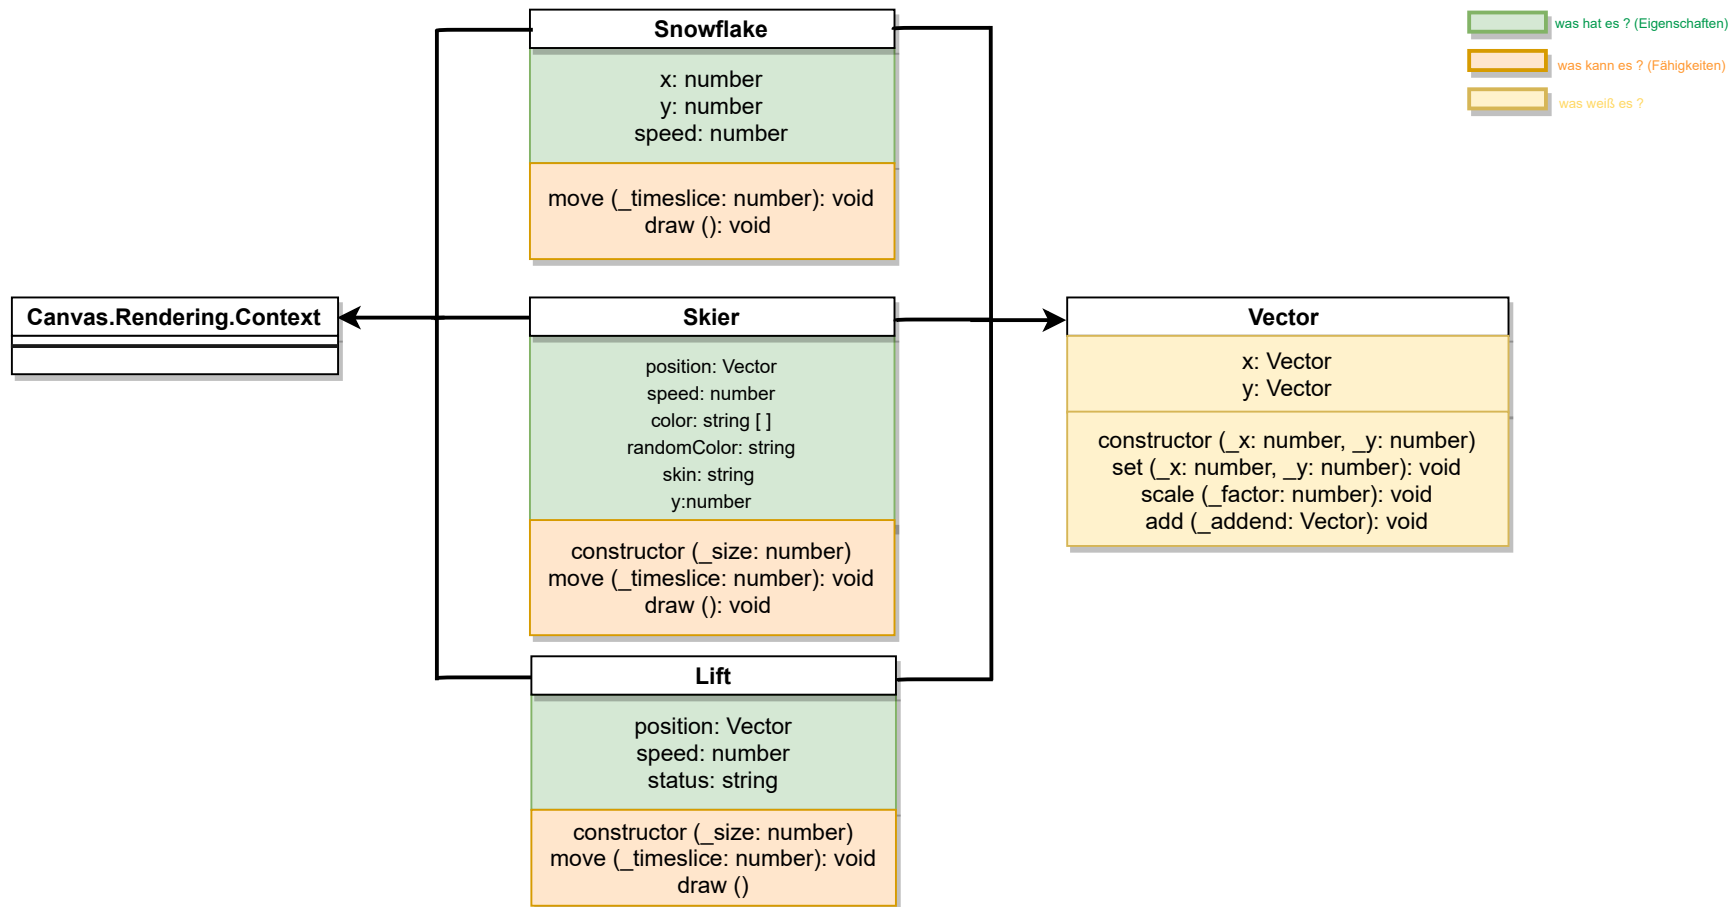 Snowflake
x: number
y: number
speed: number
move (_timeslice: number): void
draw (): void
was hat es ? (Eigenschaften)
was kann es ? (Fähigkeiten)
was weiß es ?
Canvas.Rendering.Context
Skier
position: Vector
speed: number
color: string [ ]
randomColor: string
skin: string
y:number
constructor (_size: number)
move (_timeslice: number): void
draw (): void
Vector
x: Vector
y: Vector
constructor (_x: number, _y: number)
set (_x: number, _y: number): void
scale (_factor: number): void
add (_addend: Vector): void
Lift
position: Vector
speed: number
status: string
constructor (_size: number)
move (_timeslice: number): void
draw ()